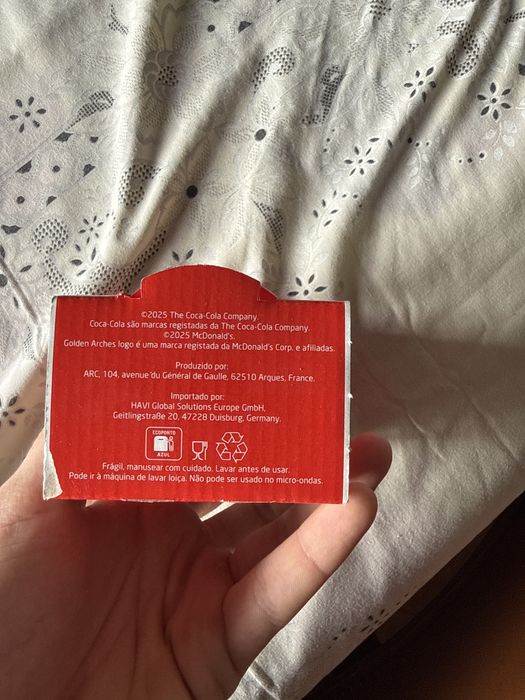 ©2025 The Coca-Cola Company.
Coca-Cola são marcas registadas da The Coca-Cola Company.
©2025 McDonald's.
Golden Arches logo é uma marca registada da McDonald's Corp. e afiliadas.
Produzido por:
ARC, 104, avenue du Général de Gaulle, 62510 Arques, France.
Importado por:
HAVI Global Solutions Europe GmbH,
Geitlingstraße 20, 47228 Duisburg, Germany.
ECOPONTO
AZUL
Frágil, manusear com cuidado. Lavar antes de usar.
Pode ir à máquina de lavar loiça. Não pode ser usado no micro-ondas.